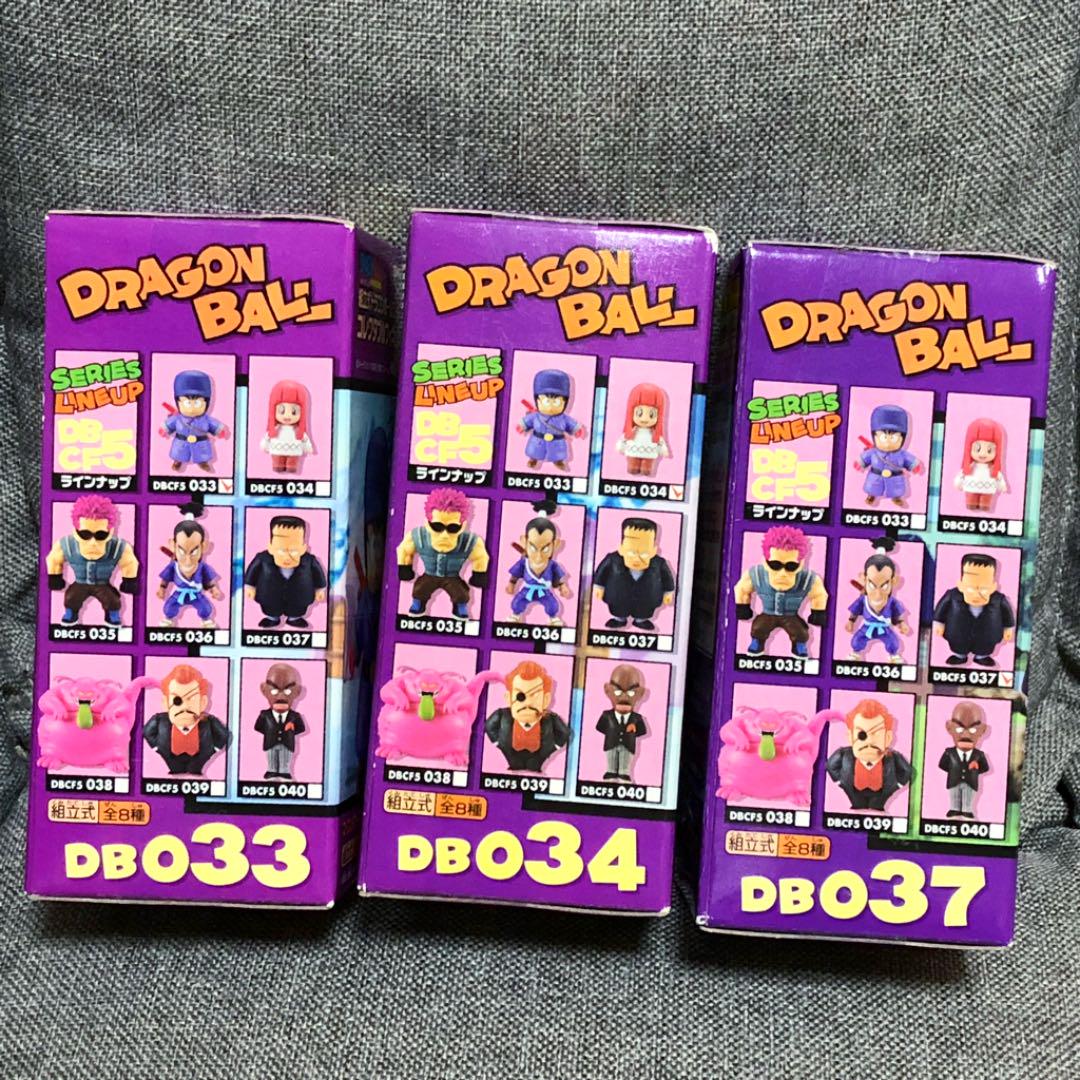 DRAGON
BALL
SERIES
LINEUP
DB
CF5
ラインナップ
DBCF5 033
DBCF5 034
DBCF5 035
DBCF5 036
DBCF5 037
DBCF5 038
DBCF5 039
DBCF5 040
組立式 全8種
DB033
DRAGON
BALL
SERIES
LINEUP
DB
CF5
ラインナップ
DBCF5 033
DBCF5 034
DBCF5 035
DBCF5 036
DBCF5 037
DBCF5 038
DBCF5 039
DBCF5 040
組立式 全8種
DB034
DRAGON
BALL
SERIES
LINEUP
DB
CF5
ラインナップ
DBCF5 033
DBCF5 034
DBCF5 035
DBCF5 036
DBCF5 037
DBCF5 038
DBCF5 039
DBCF5 040
組立式 全8種
DB037